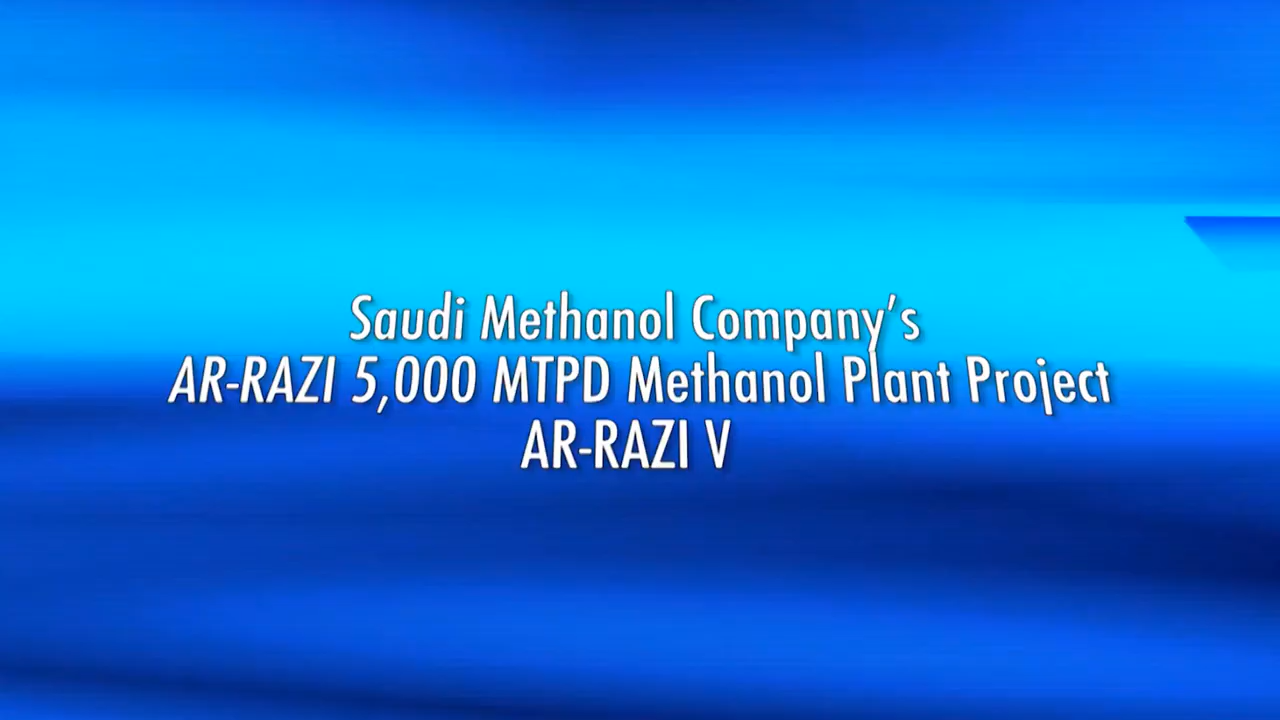 Saudi Methanol Company’s
AR-RAZI 5,000 MTPD Methanol Plant Project
AR-RAZI V